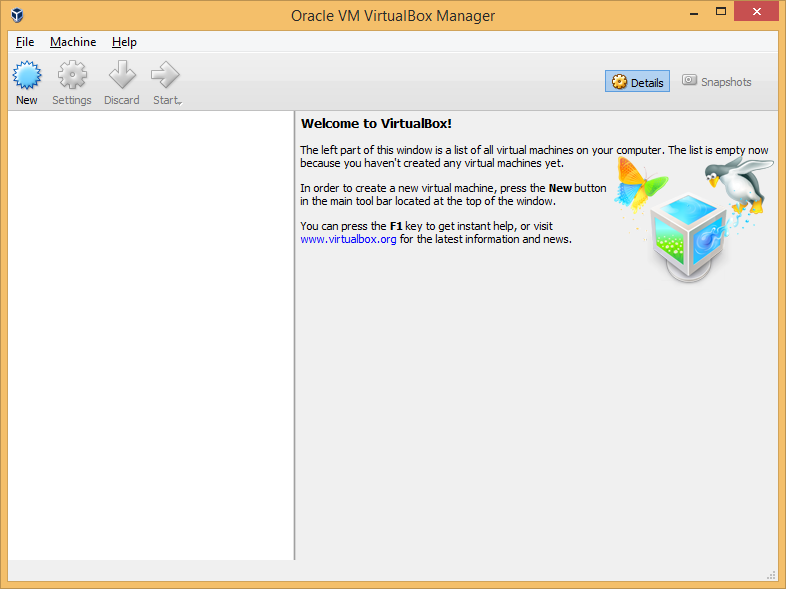 Oracle VM VirtualBox Manager
File Machine Help
New Settings Discard Start
Details Snapshots
Welcome to VirtualBox!
The left part of this window is a list of all virtual machines on your computer. The list is empty now
because you haven't created any virtual machines yet.
In order to create a new virtual machine, press the New button
in the main tool bar located at the top of the window.
You can press the F1 key to get instant help, or visit
www.virtualbox.org for the latest information and news.